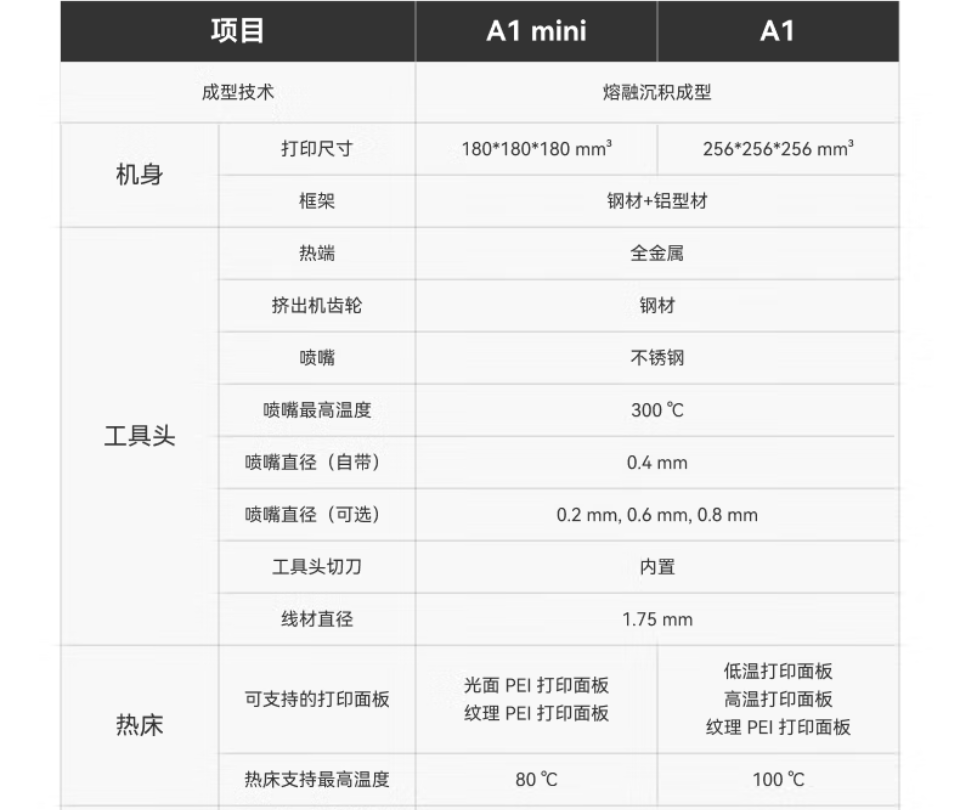 项目 A1 mini A1
成型技术 熔融沉积成型
机身
打印尺寸 180*180*180 mm³ 256*256*256 mm³
框架 钢材+铝型材
工具头
热端 全金属
挤出机齿轮 钢材
喷嘴 不锈钢
喷嘴最高温度 300 ℃
喷嘴直径（自带） 0.4 mm
喷嘴直径（可选） 0.2 mm, 0.6 mm, 0.8 mm
工具头切刀 内置
线材直径 1.75 mm
热床
可支持的打印面板
光面 PEI 打印面板
纹理 PEI 打印面板
低温打印面板
高温打印面板
纹理 PEI 打印面板
热床支持最高温度 80 ℃ 100 ℃